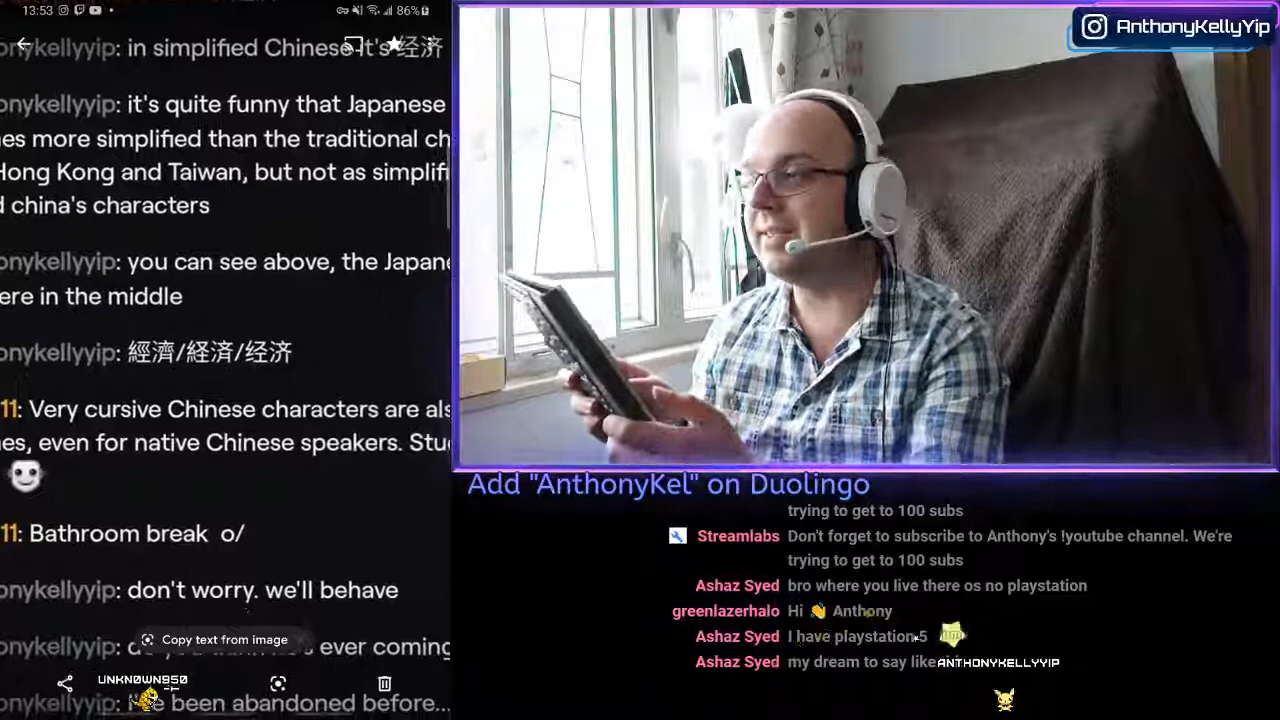 13:53
86%
onykellyyip: in simplified Chinese it's 经济
onykellyyip: it's quite funny that Japanese
es more simplified than the traditional ch
Hong Kong and Taiwan, but not as simplifi
d china's characters
onykellyyip: you can see above, the Japane
ere in the middle
onykellyyip: 經濟/経済/经济
11: Very cursive Chinese characters are als
es, even for native Chinese speakers. Stu
11: Bathroom break o/
onykellyyip: don't worry. we'll behave
Copy text from image
ever coming
UNKN0WN950
onykellyyip: I've been abandoned before...
AnthonyKellyYip
Add "AnthonyKel" on Duolingo
trying to get to 100 subs
Streamlabs Don't forget to subscribe to Anthony's !youtube channel. We're
trying to get to 100 subs
Ashaz Syed bro where you live there os no playstation
greenlazerhalo Hi 👋 Anthony
Ashaz Syed I have playstation 5
Ashaz Syed my dream to say like
ANTHONYKELLYYIP